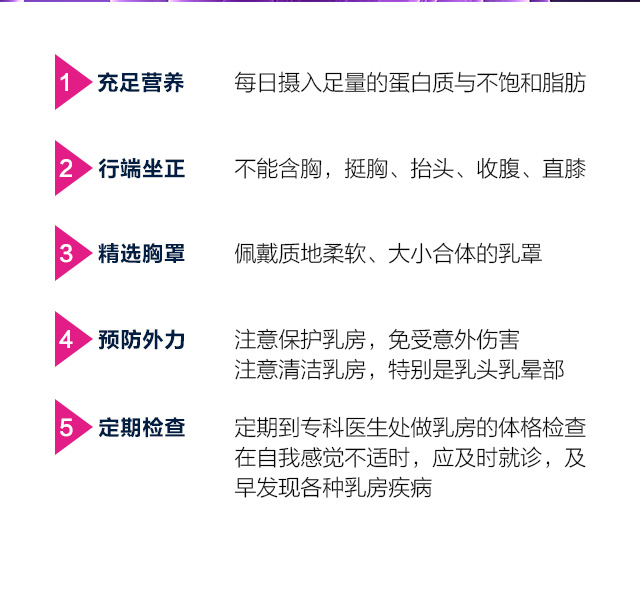 1 充足营养 每日摄入足量的蛋白质与不饱和脂肪
2 行端坐正 不能含胸，挺胸、抬头、收腹、直膝
3 精选胸罩 佩戴质地柔软、大小合体的乳罩
4 预防外力 注意保护乳房，免受意外伤害
注意清洁乳房，特别是乳头乳晕部
5 定期检查 定期到专科医生处做乳房的体格检查
在自我感觉不适时，应及时就诊，及
早发现各种乳房疾病